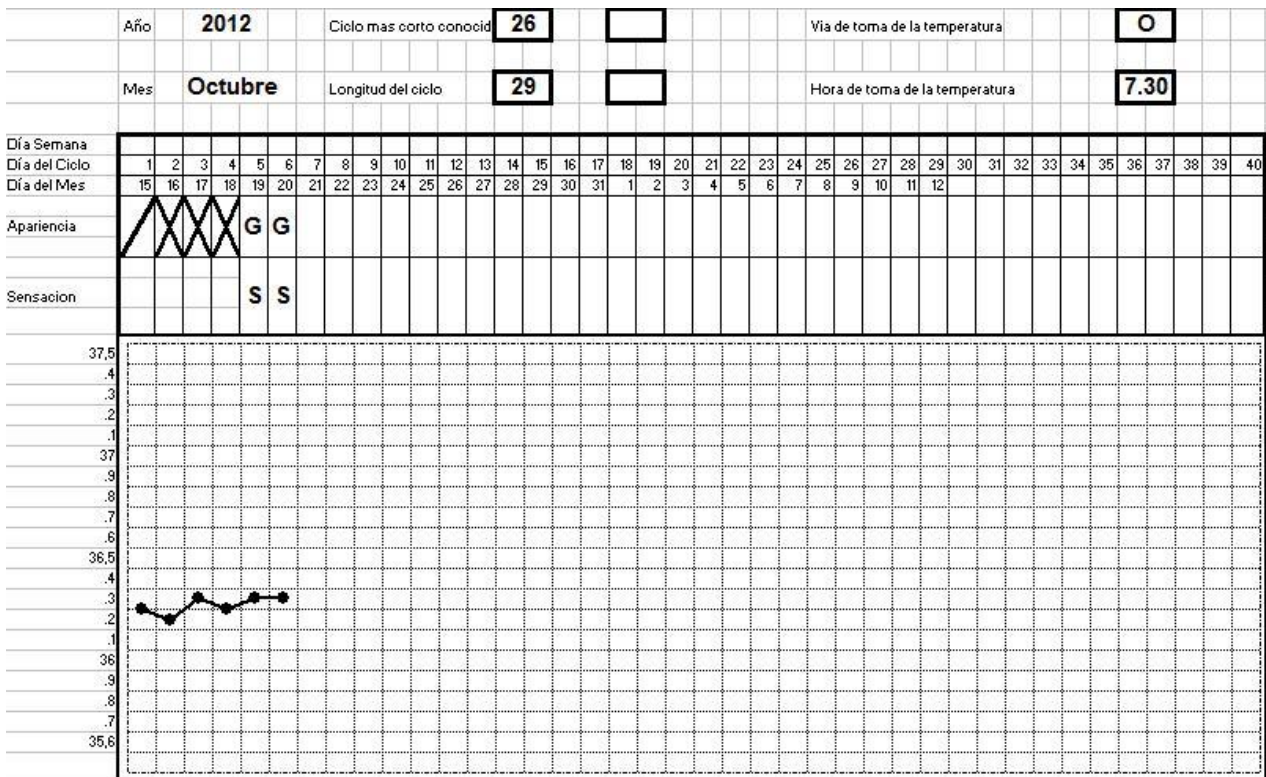 Año 2012 Ciclo mas corto conocid 26 Via de toma de la temperatura O
Mes Octubre Longitud del ciclo 29 Hora de toma de la temperatura 7.30
Día Semana
Día del Ciclo 1 2 3 4 5 6 7 8 9 10 11 12 13 14 15 16 17 18 19 20 21 22 23 24 25 26 27 28 29 30 31 32 33 34 35 36 37 38 39 40
Día del Mes 15 16 17 18 19 20 21 22 23 24 25 26 27 28 29 30 31 1 2 3 4 5 6 7 8 9 10 11 12
Apariencia G G
Sensacion S S
37,5
.4
.3
.2
.1
37
.9
.8
.7
.6
36,5
.4
.3
.2
.1
36
.9
.8
.7
35,6